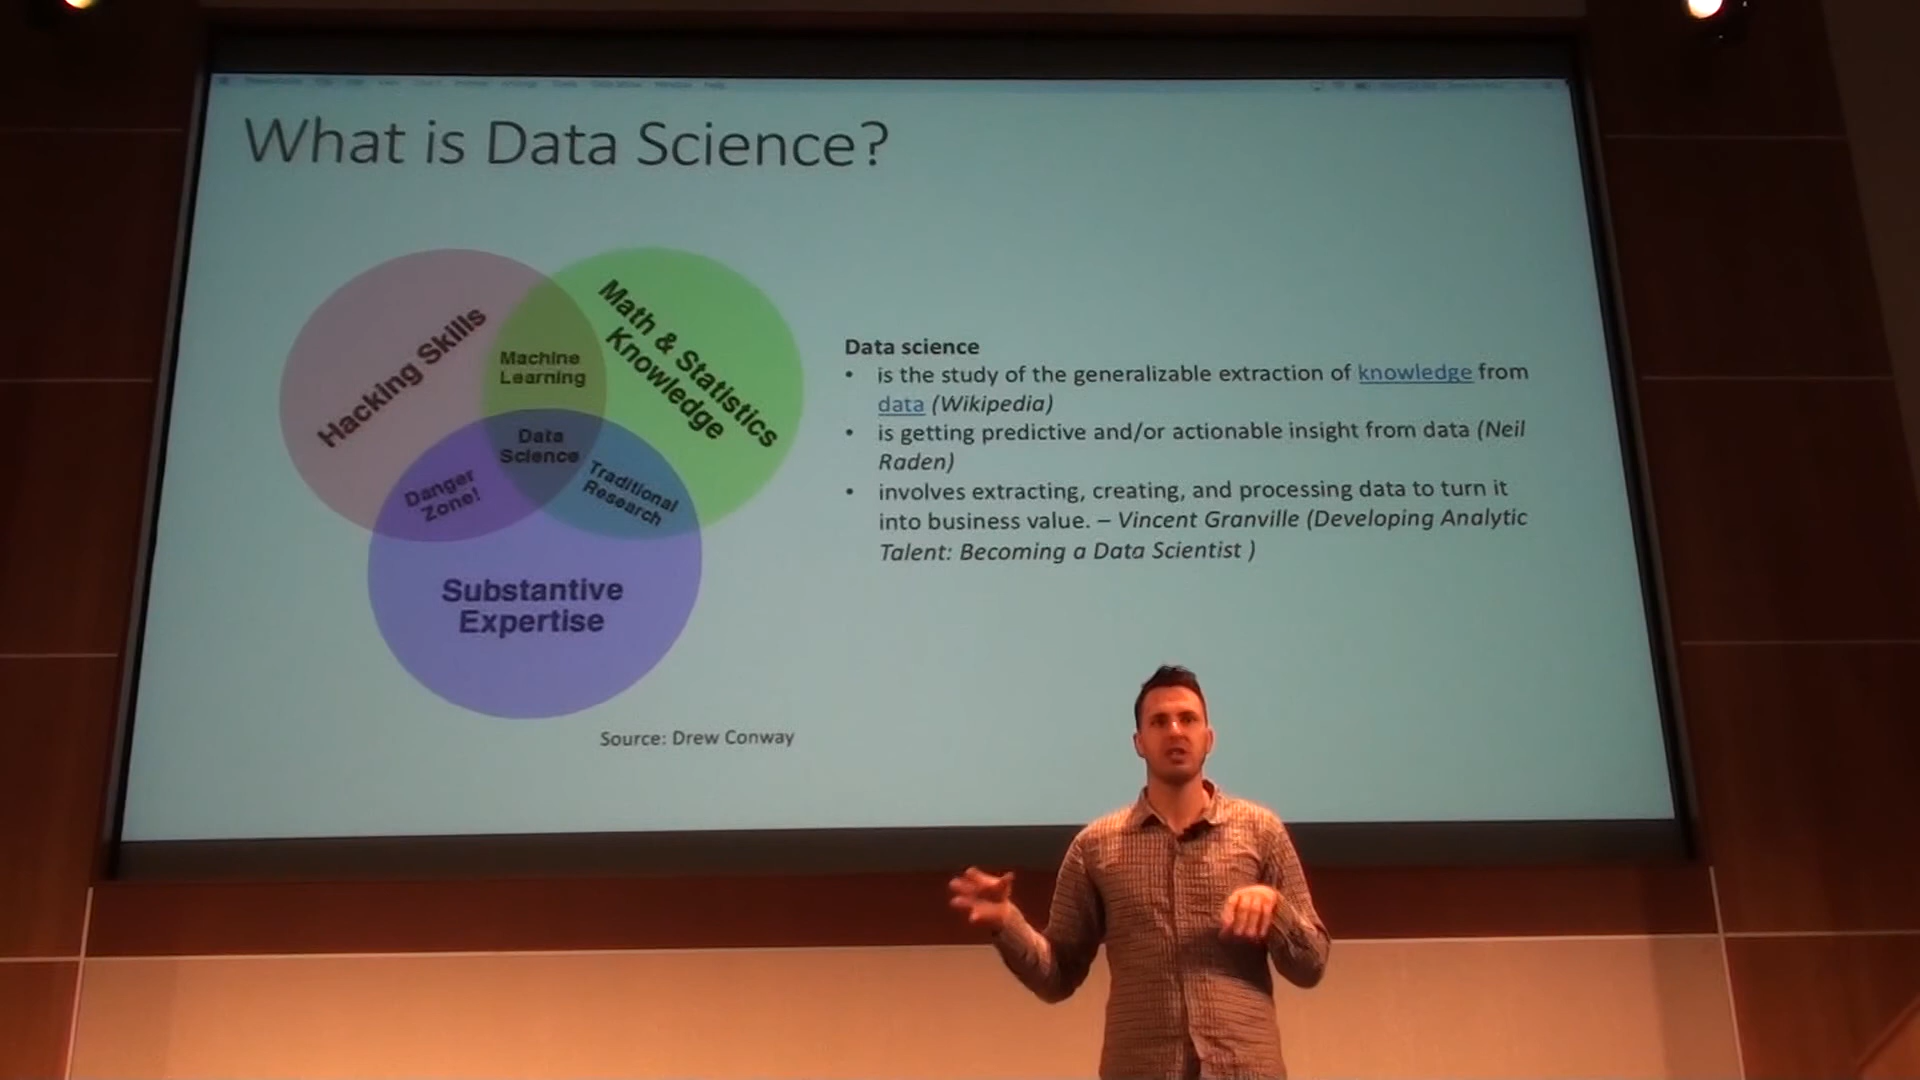 What is Data Science?
Hacking Skills
Math & Statistics
Knowledge
Machine
Learning
Data
Science
Danger
Zone!
Traditional
Research
Substantive
Expertise
Source: Drew Conway
Data science
• is the study of the generalizable extraction of knowledge from
data (Wikipedia)
• is getting predictive and/or actionable insight from data (Neil
Raden)
• involves extracting, creating, and processing data to turn it
into business value. – Vincent Granville (Developing Analytic
Talent: Becoming a Data Scientist )